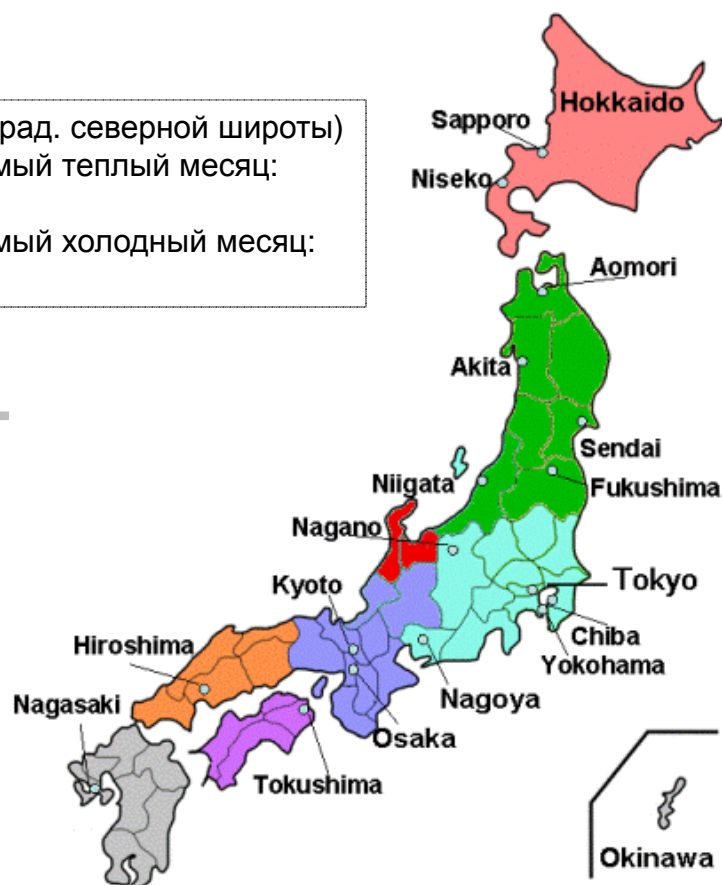 рад. северной широты)
мый теплый месяц:
мый холодный месяц:
Hokkaido
Sapporo
Niseko
Aomori
Akita
Sendai
Niigata
Fukushima
Nagano
Tokyo
Kyoto
Chiba
Hiroshima
Yokohama
Nagasaki
Nagoya
Osaka
Tokushima
Okinawa